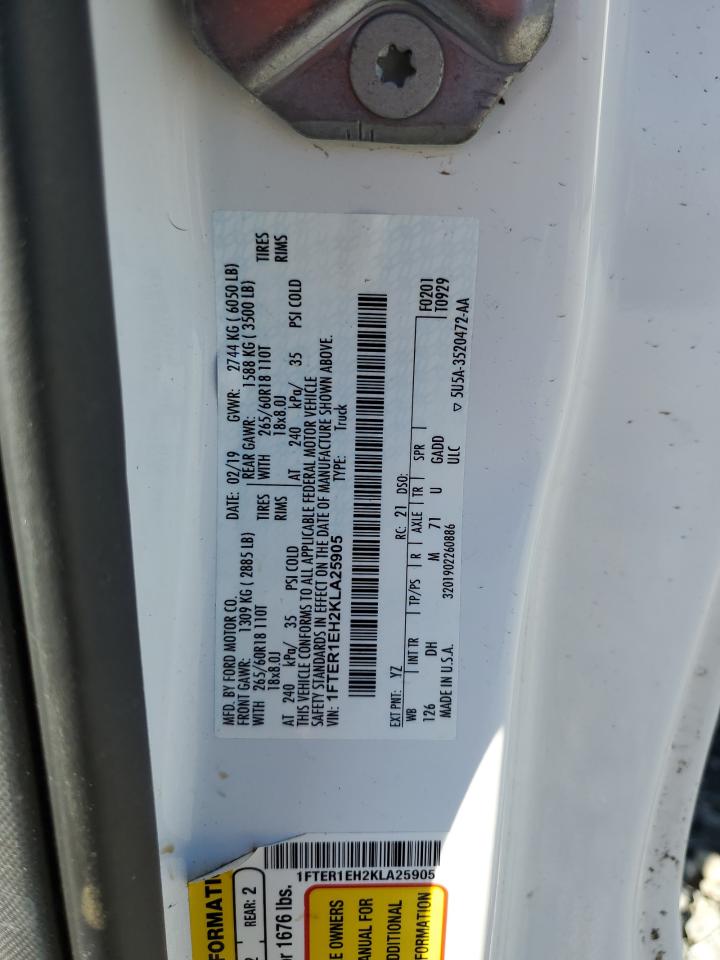 MFD. BY FORD MOTOR CO.
DATE: 02/19 GVWR: 2744 KG ( 6050 LB)
FRONT GAWR: 1309 KG ( 2885 LB) REAR GAWR: 1588 KG ( 3500 LB)
WITH 265/60R18 110T TIRES WITH 265/60R18 110T TIRES
18x8.0J RIMS 18x8.0J RIMS
AT 240 kPa/ 35 PSI COLD AT 240 kPa/ 35 PSI COLD
THIS VEHICLE CONFORMS TO ALL APPLICABLE FEDERAL MOTOR VEHICLE
SAFETY STANDARDS IN EFFECT ON THE DATE OF MANUFACTURE SHOWN ABOVE.
VIN: 1FTER1EH2KLA25905 TYPE: Truck
EXT PNT: YZ RC: 21 DSO: F0201
WB INT TR TP/PS R AXLE TR SPR T0929
126 DH M 71 U GADD
MADE IN U.S.A. 3201902260886 ULC
▽ 5U5A-3520472-AA
1FTER1EH2KLA25905
FORMATI
REAR: 2
or 1676 lbs.
E OWNERS
ANUAL FOR
DDITIONAL
FORMATION